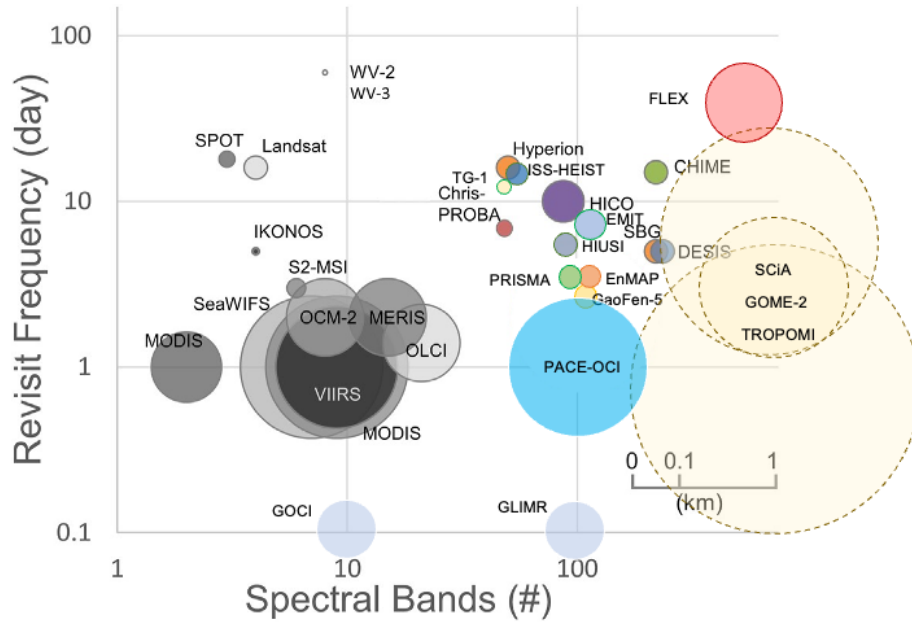 100
WV-2
WV-3
FLEX
SPOT
Landsat
Hyperion
ISS-HEIST
CHIME
TG-1
Chris-
PROBA
10
HICO
EMIT
SBG
IKONOS
HIUSI
DESIS
S2-MSI
PRISMA
EnMAP
SCiA
SeaWIFS
GaoFen-5
GOME-2
OCM-2
MERIS
TROPOMI
MODIS
OLCI
1
PACE-OCI
VIIRS
MODIS
0
0.1
1
(km)
GOCI
GLIMR
0.1
1
10
100
Spectral Bands (#)
Revisit Frequency (day)